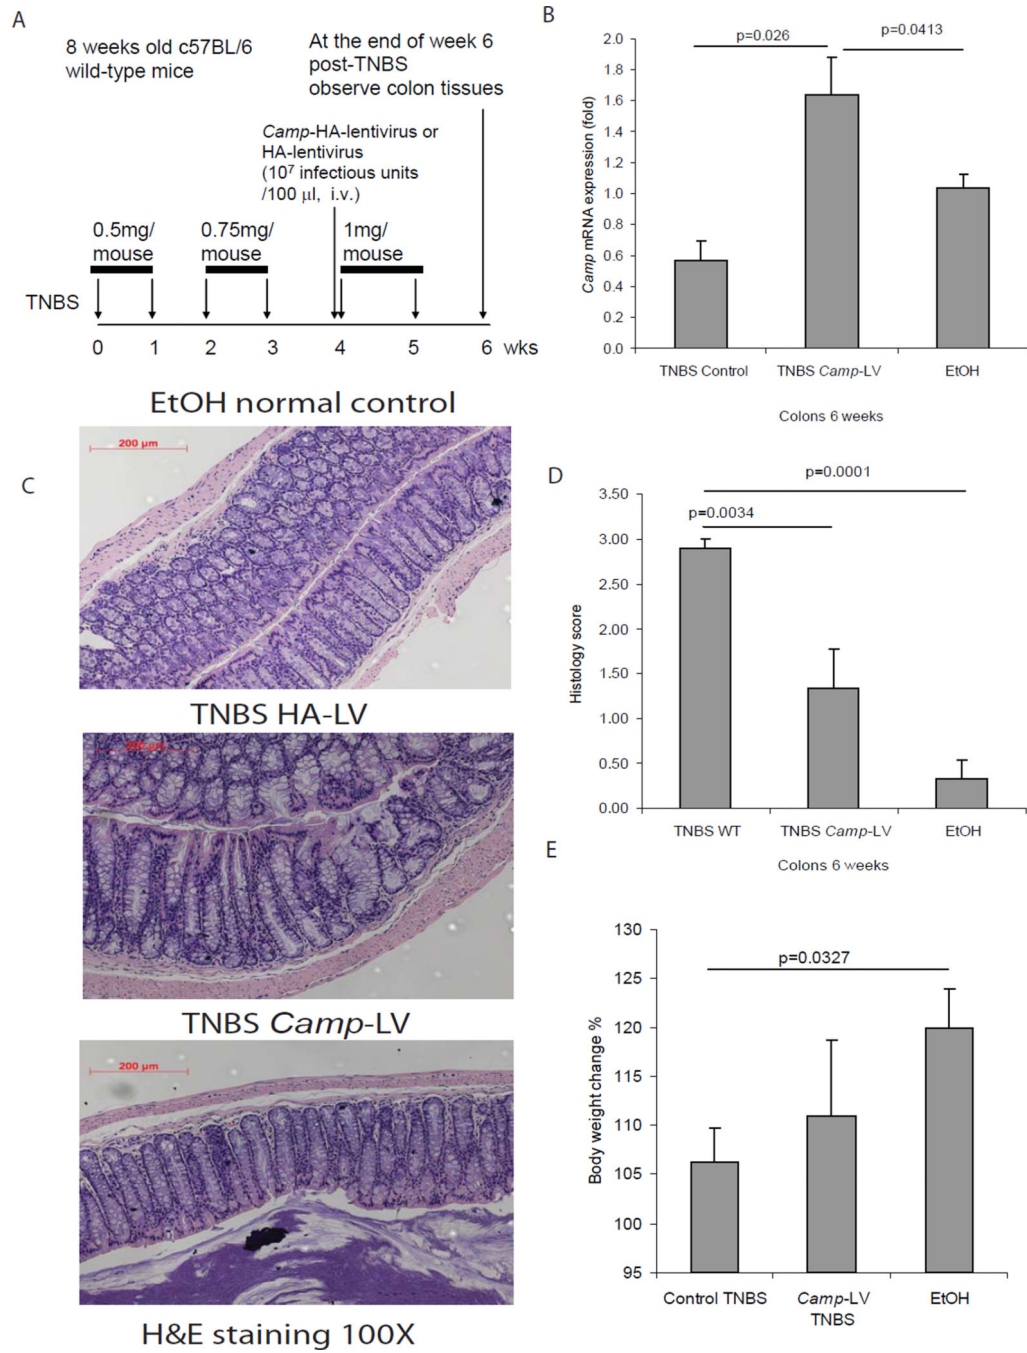 A
8 weeks old c57BL/6
wild-type mice
At the end of week 6
post-TNBS
observe colon tissues
Camp-HA-lentivirus or
HA-lentivirus
(10⁷ infectious units
/100 µl, i.v.)
0.5mg/
mouse
0.75mg/
mouse
1mg/
mouse
TNBS
0 1 2 3 4 5 6 wks
B
p=0.026
p=0.0413
Camp mRNA expression (fold)
2.0
1.8
1.6
1.4
1.2
1.0
0.8
0.6
0.4
0.2
0.0
TNBS Control
TNBS Camp-LV
EtOH
Colons 6 weeks
C
EtOH normal control
200 µm
TNBS HA-LV
200 µm
TNBS Camp-LV
200 µm
H&E staining 100X
D
p=0.0001
p=0.0034
Histology score
3.50
3.00
2.50
2.00
1.50
1.00
0.50
0.00
TNBS WT
TNBS Camp-LV
EtOH
Colons 6 weeks
E
p=0.0327
Body weight change %
130
125
120
115
110
105
100
95
Control TNBS
Camp-LV
TNBS
EtOH